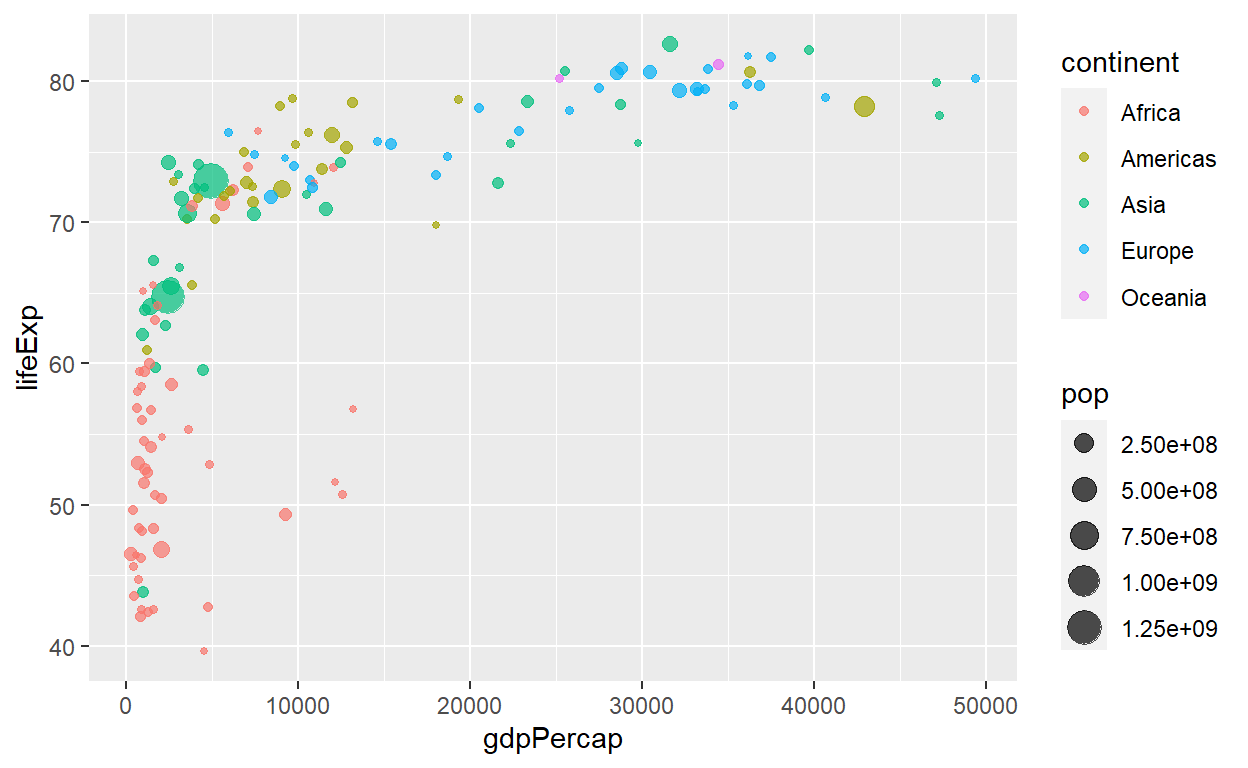 lifeExp
80
70
60
50
40
0 10000 20000 30000 40000 50000
gdpPercap
continent
Africa
Americas
Asia
Europe
Oceania
pop
2.50e+08
5.00e+08
7.50e+08
1.00e+09
1.25e+09